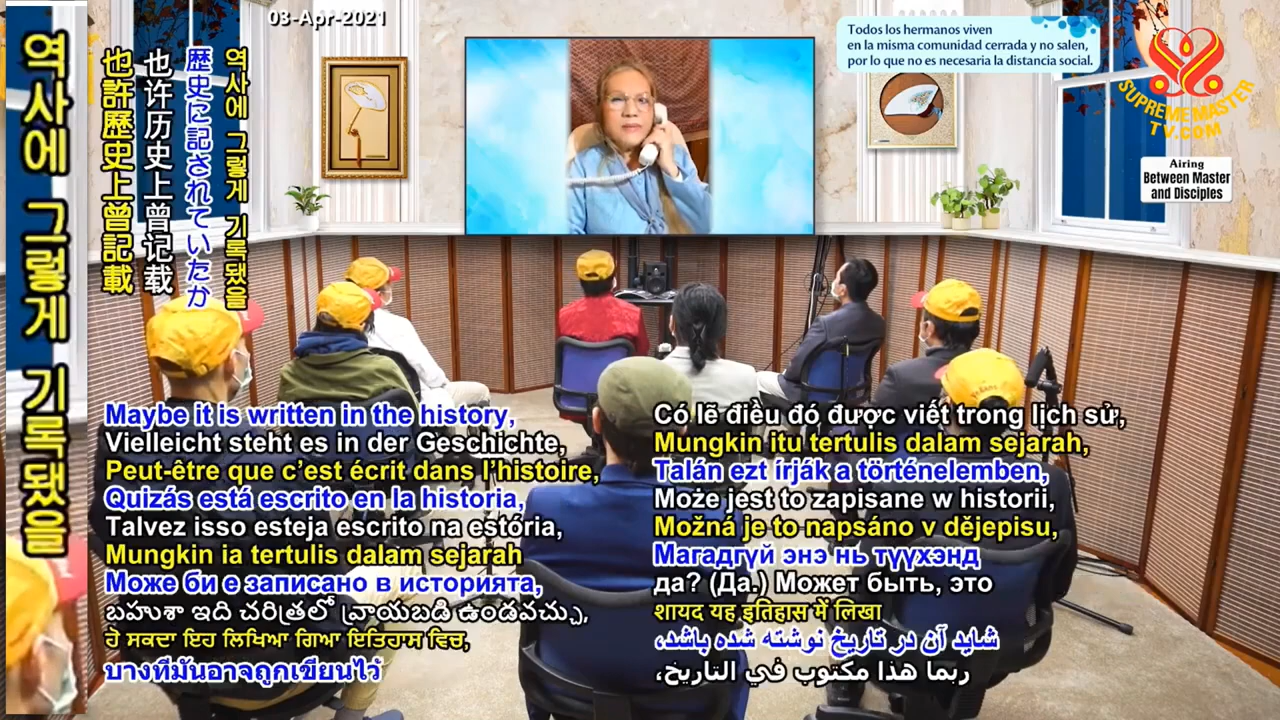 03-Apr-2021
역사에 그렇게 기록됐을
也許歷史上曾記載
也许历史上曾记载
歴史に記されていたか
역사에 그렇게 기록됐을
Todos los hermanos viven
en la misma comunidad cerrada y no salen,
por lo que no es necesaria la distancia social.
SUPREME MASTER
TV.COM
Airing
Between Master
and Disciples
Maybe it is written in the history,
Vielleicht steht es in der Geschichte,
Peut-être que c'est écrit dans l'histoire,
Quizás está escrito en la historia,
Talvez isso esteja escrito na estória,
Mungkin ia tertulis dalam sejarah
Може би е записано в историята,
బహుశా ఇది చరిత్రలో వ్రాయబడి ఉండవచ్చు,
ਹੋ ਸਕਦਾ ਇਹ ਲਿਖਿਆ ਗਿਆ ਇਤਿਹਾਸ ਵਿਚ,
บางทีมันอาจถูกเขียนไว้
Có lẽ điều đó được viết trong lịch sử,
Mungkin itu tertulis dalam sejarah,
Talán ezt írják a történelemben,
Może jest to zapisane w historii,
Možná je to napsáno v dějepisu,
Магадгүй энэ нь түүхэнд
да? (Да.) Может быть, это
शायद यह इतिहास में लिखा
شاید آن در تاریخ نوشته شده باشد،
ربما هذا مكتوب في التاريخ،